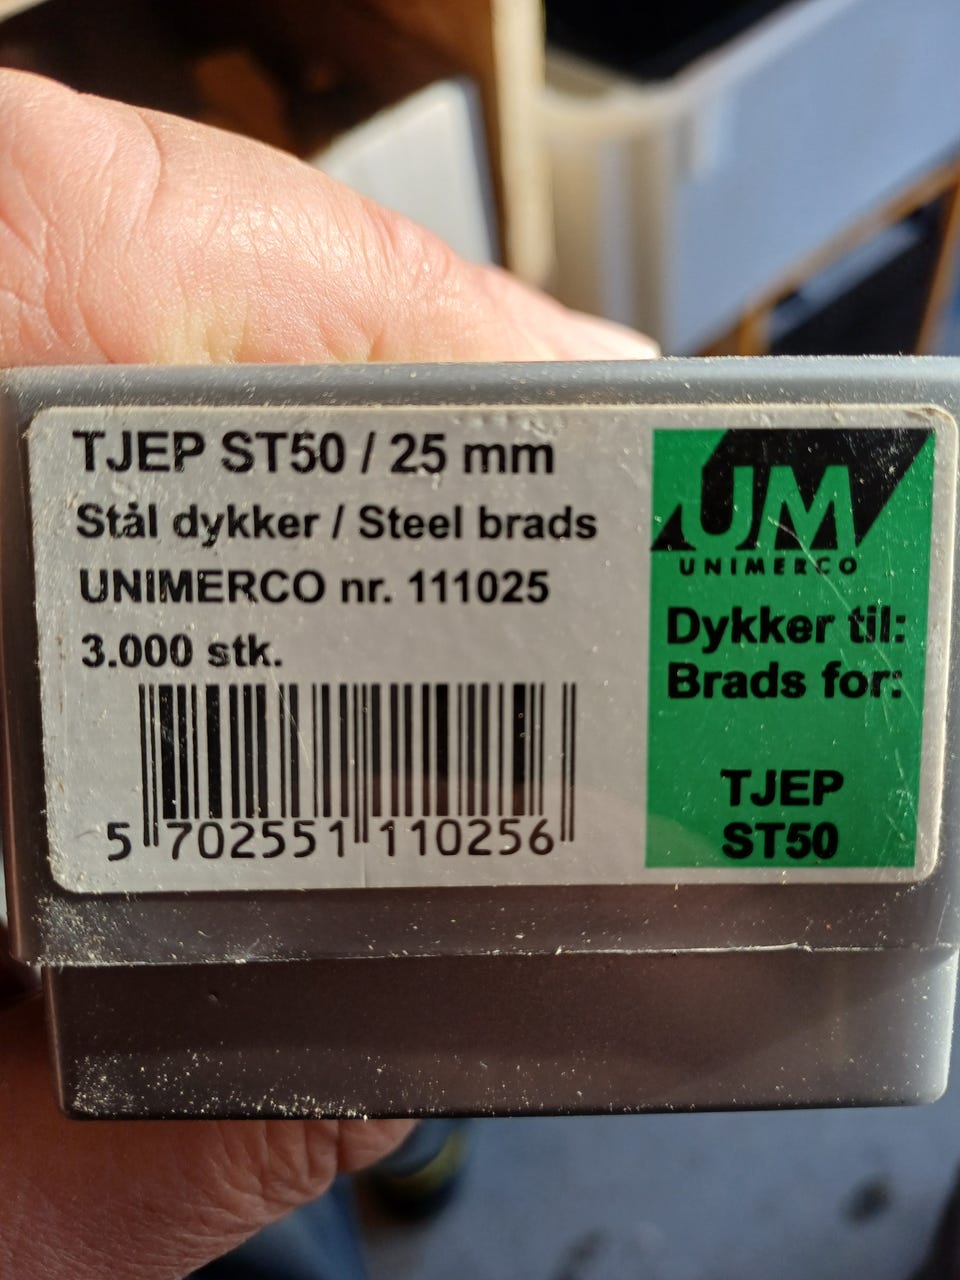 TJEP ST50 / 25 mm
Stål dykker / Steel brads
UNIMERCO nr. 111025
3.000 stk.
5 702551 110256
UM
UNIMERCO
Dykker til:
Brads for:
TJEP
ST50